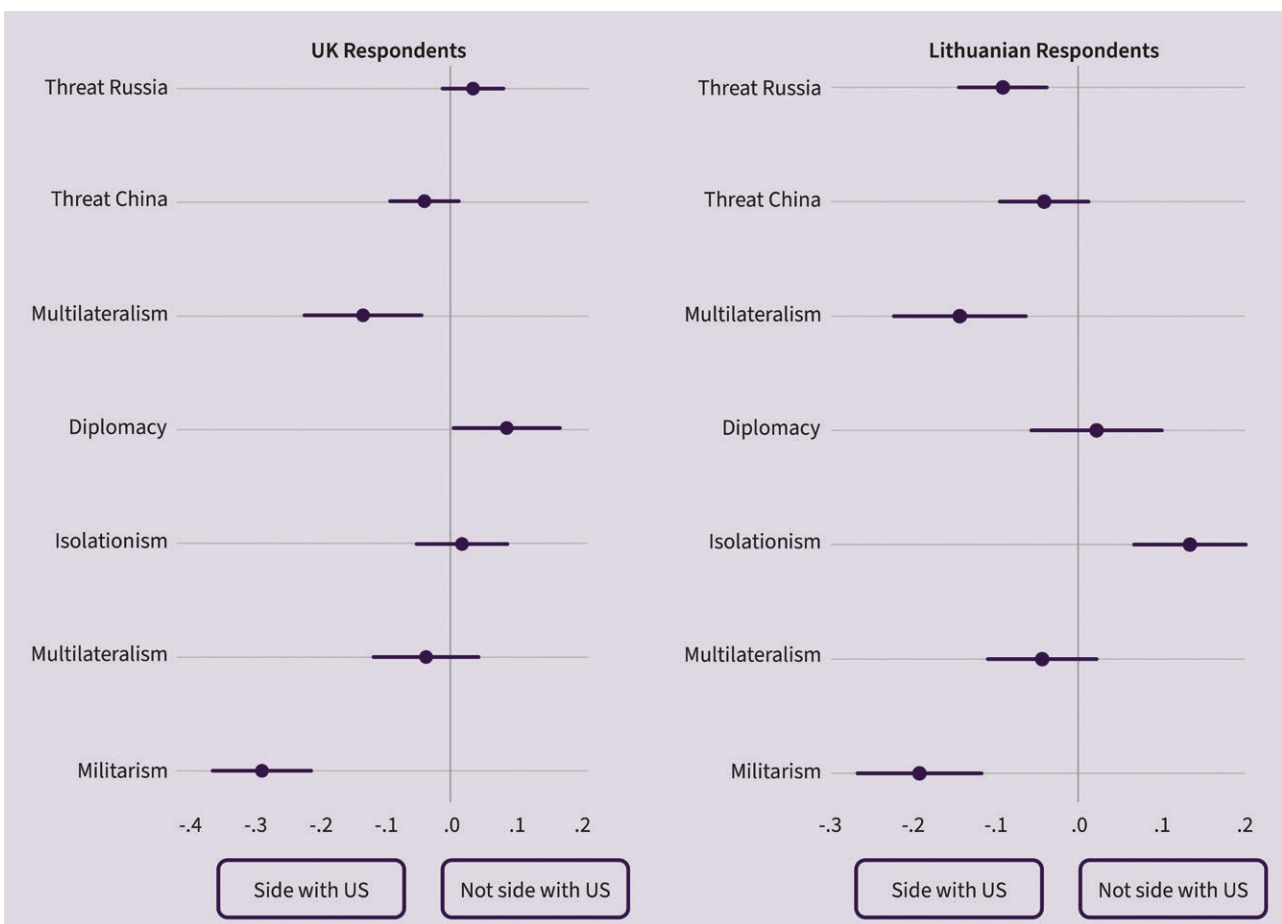 UK Respondents
Threat Russia
Threat China
Multilateralism
Diplomacy
Isolationism
Multilateralism
Militarism
-.4 -.3 -.2 -.1 .0 .1 .2
Side with US
Not side with US
Lithuanian Respondents
Threat Russia
Threat China
Multilateralism
Diplomacy
Isolationism
Multilateralism
Militarism
-.3 -.2 -.1 .0 .1 .2
Side with US
Not side with US